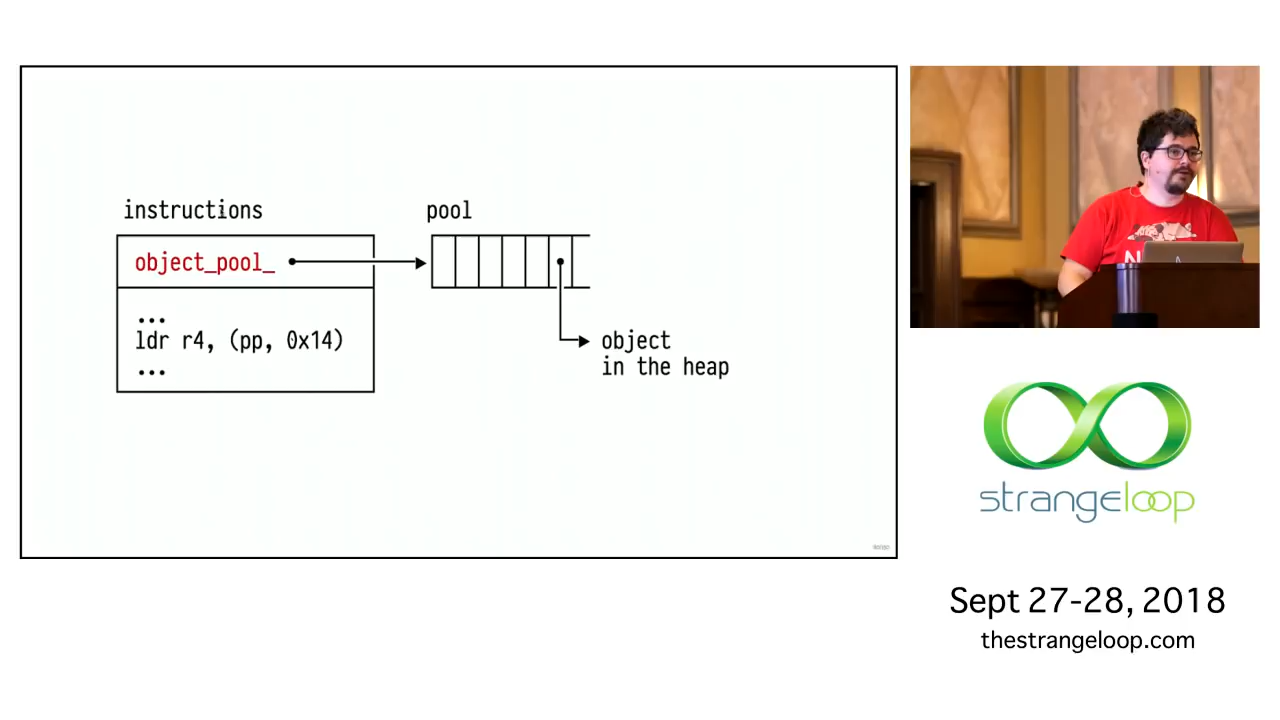 instructions
pool
object_pool_
...
ldr r4, (pp, 0x14)
...
object
in the heap
strangeloop
Sept 27-28, 2018
thestrangeloop.com